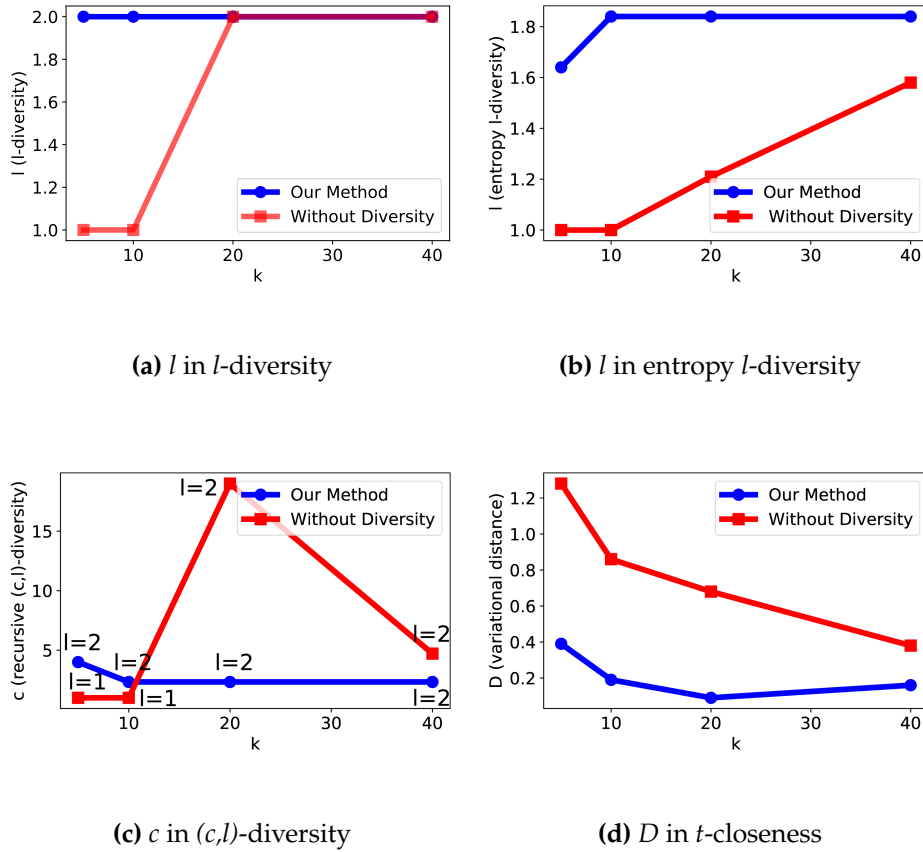 2.0
1.8
1.6
1.4
1.2
1.0
l (l-diversity)
10
20
30
40
k
Our Method
Without Diversity
(a) l in l-diversity
1.8
1.6
1.4
1.2
1.0
l (entropy l-diversity)
10
20
30
40
k
Our Method
Without Diversity
(b) l in entropy l-diversity
15
10
5
c (recursive (c,l)-diversity)
l=2
l=1
l=2
l=1
l=2
l=2
l=2
l=2
10
20
30
40
k
Our Method
Without Diversity
(c) c in (c,l)-diversity
1.2
1.0
0.8
0.6
0.4
0.2
D (variational distance)
10
20
30
40
k
Our Method
Without Diversity
(d) D in t-closeness